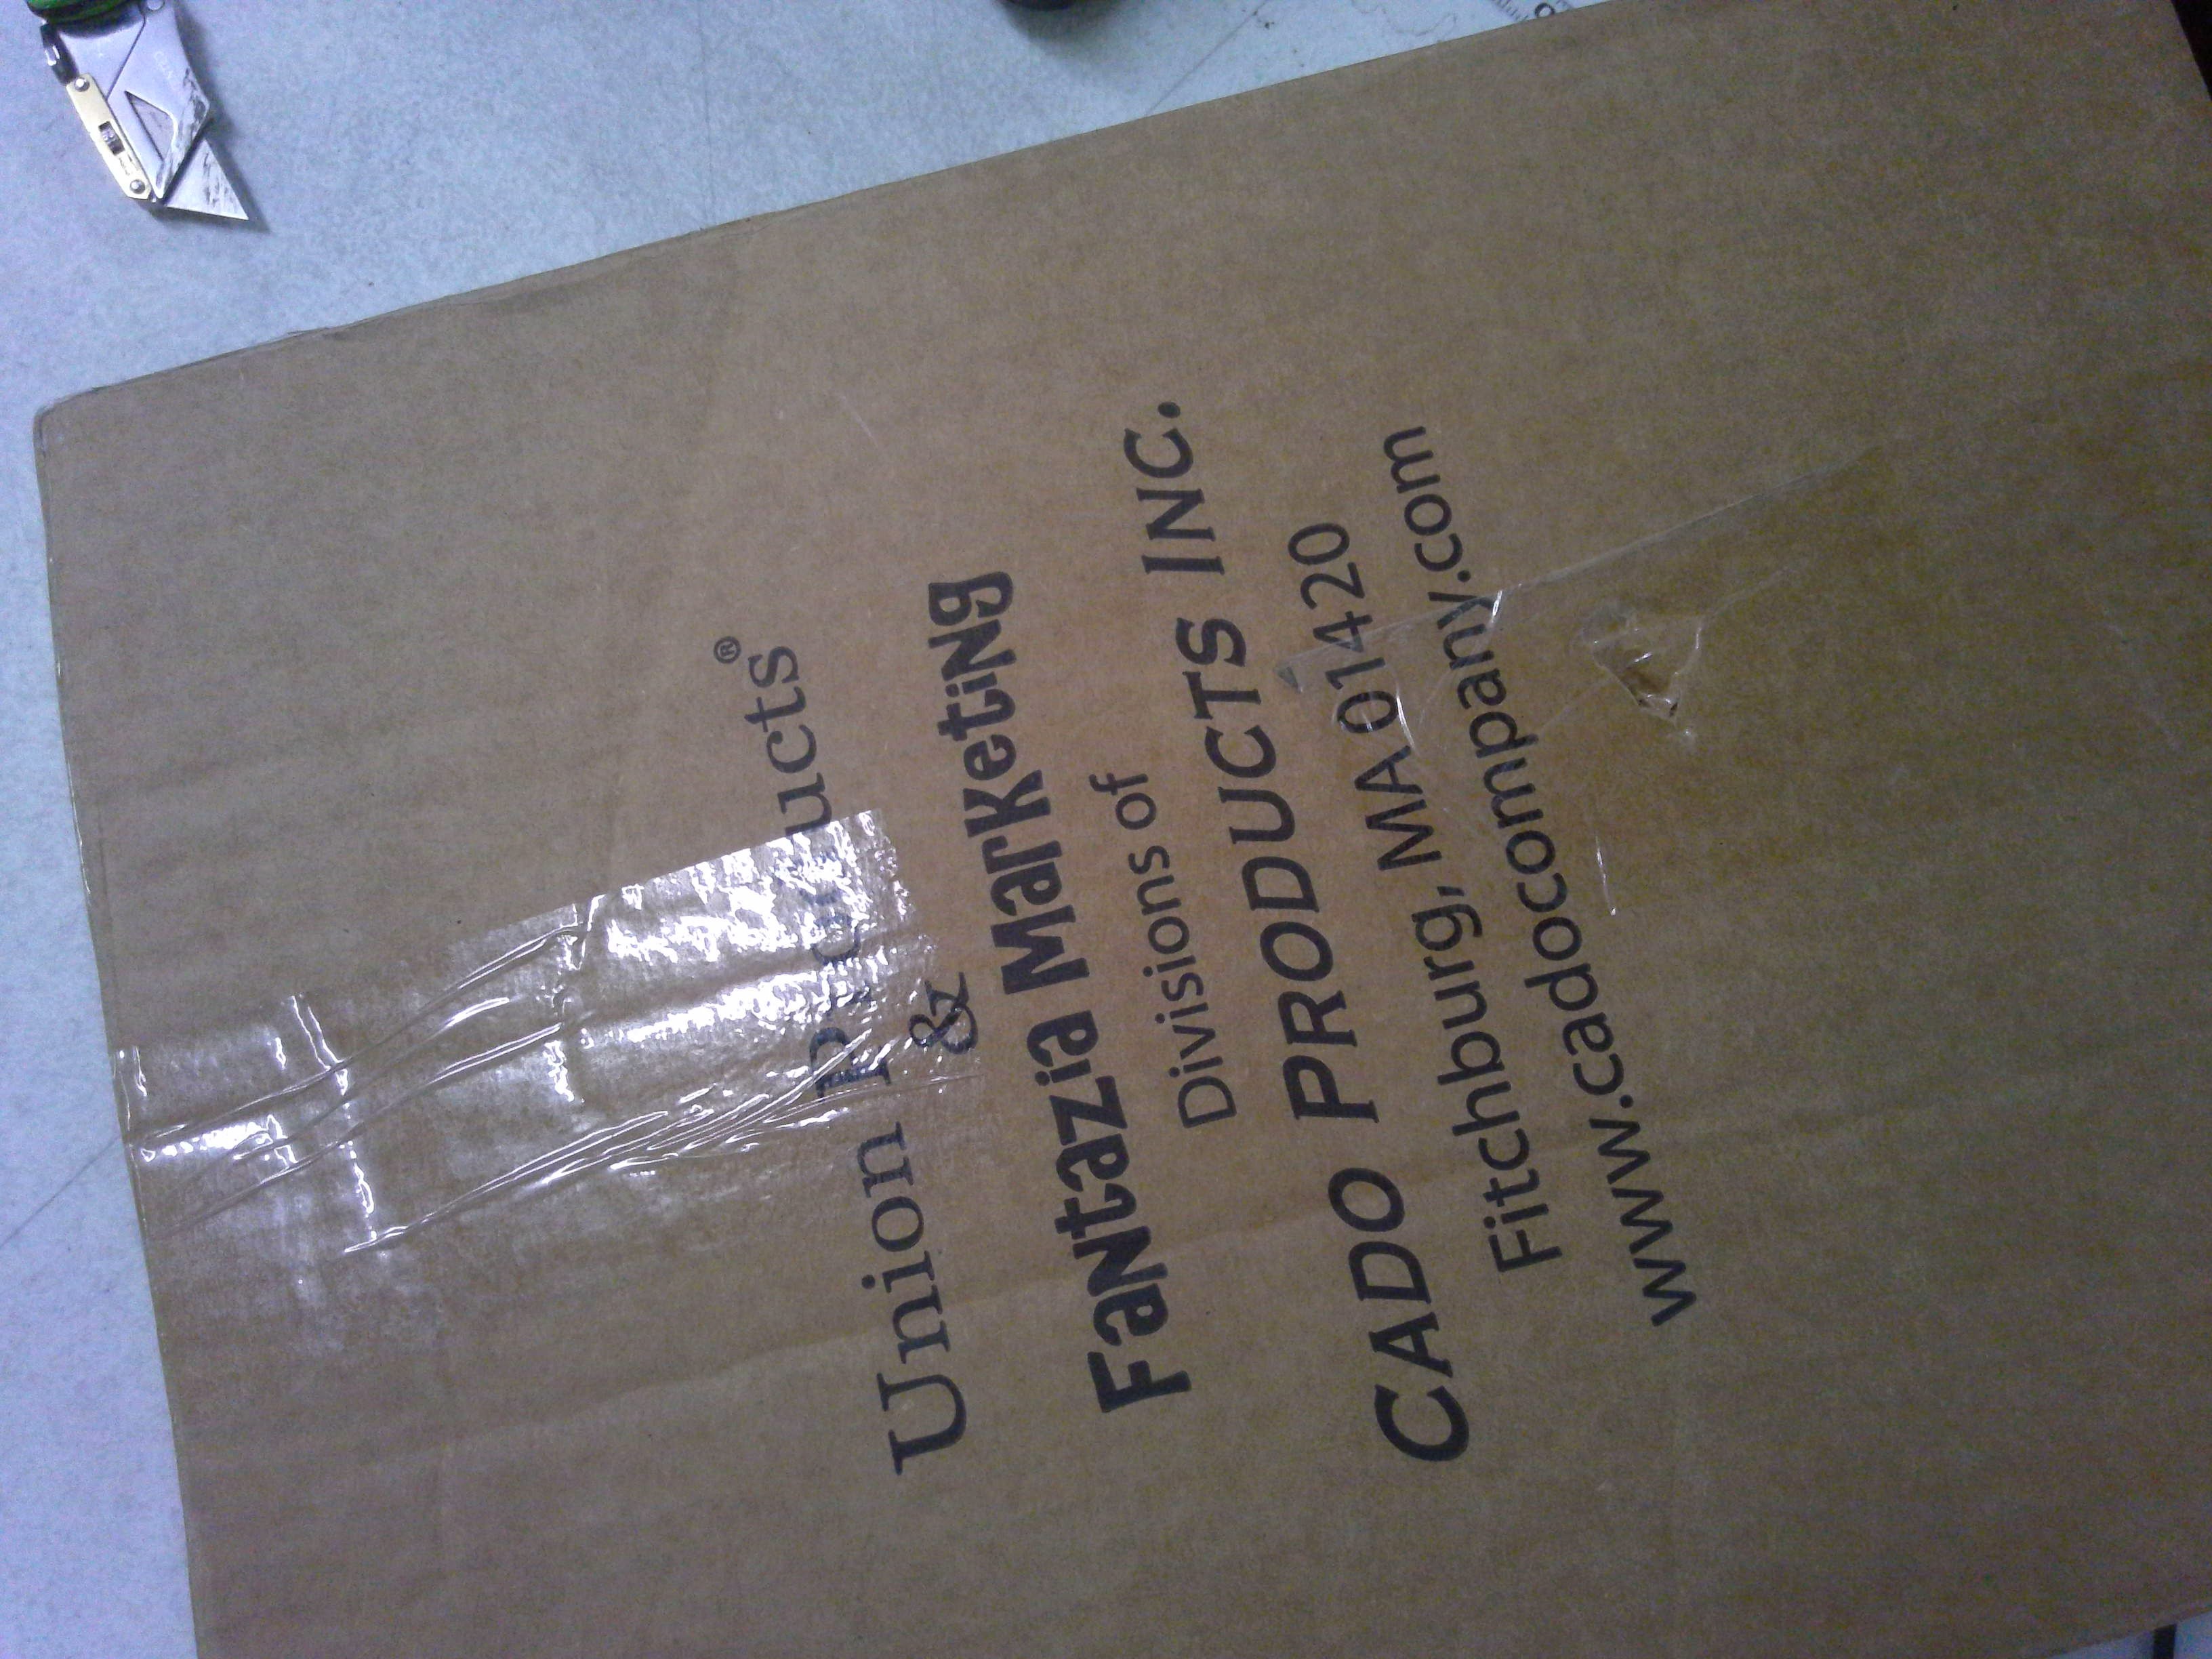 Union Products®
&
Fantazia Marketing
Divisions of
CADO PRODUCTS INC.
Fitchburg, MA 01420
www.cadocompany.com